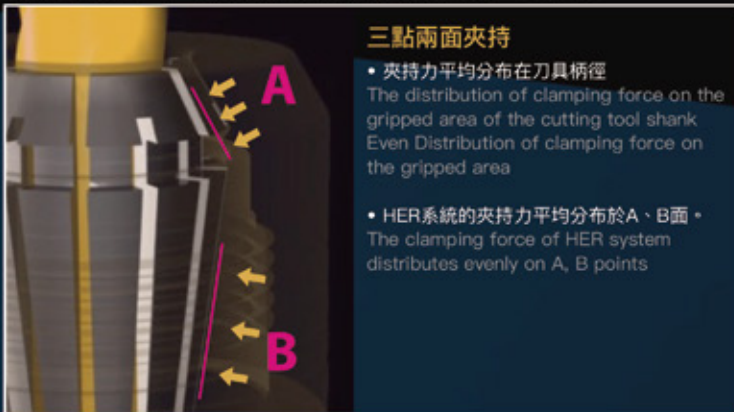 三點兩面夾持
• 夾持力平均分布在刀具柄徑
The distribution of clamping force on the
gripped area of the cutting tool shank
Even Distribution of clamping force on
the gripped area
• HER系統的夾持力平均分布於A、B面。
The clamping force of HER system
distributes evenly on A, B points
A
B